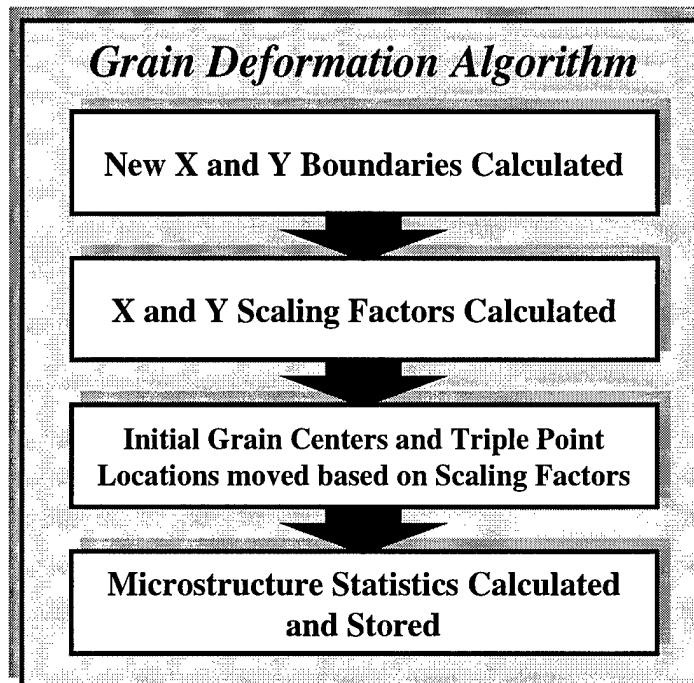 Grain Deformation Algorithm
New X and Y Boundaries Calculated
X and Y Scaling Factors Calculated
Initial Grain Centers and Triple Point
Locations moved based on Scaling Factors
Microstructure Statistics Calculated
and Stored